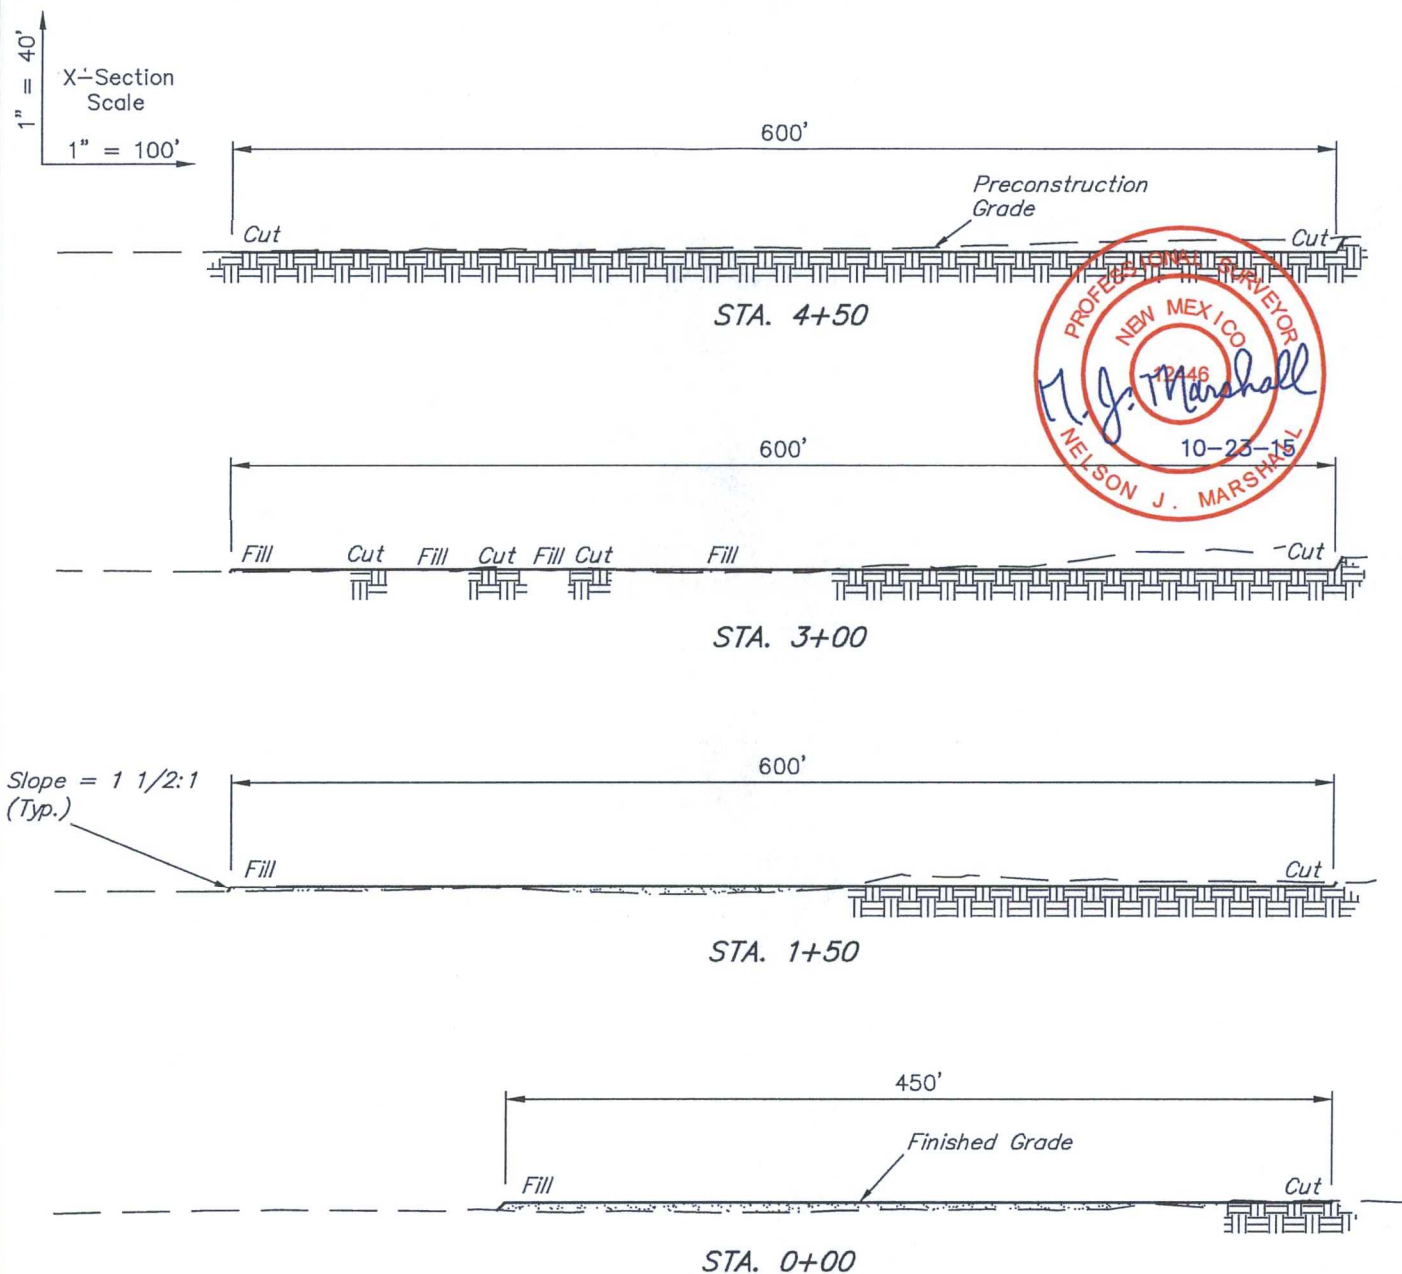 1" = 40'
X-Section
Scale
1" = 100'
600'
Preconstruction
Grade
Cut
Cut
STA. 4+50
PROFESSIONAL SURVEYOR
NEW MEXICO
12446
N. J. Marshall
10-23-15
NELSON J. MARSHALL
600'
Fill Cut Fill Cut Fill Cut Fill Cut
STA. 3+00
600'
Slope = 1 1/2:1
(Typ.)
Fill
Cut
STA. 1+50
450'
Finished Grade
Fill
Cut
STA. 0+00